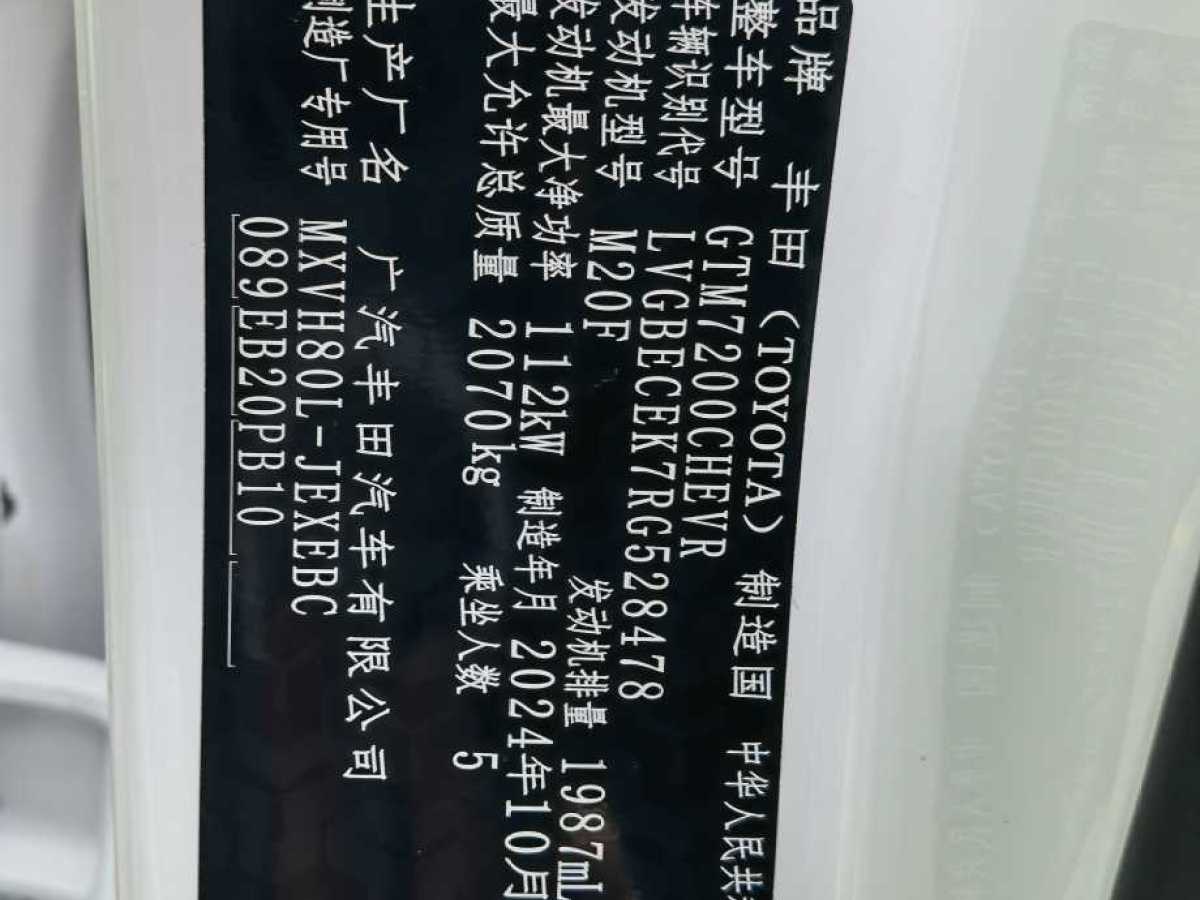 品牌 丰田（TOYOTA） 制造国 中华人民共
整车型号 GTM7200CHEVR
车辆识别代号 LVGBECEK7RG528478
发动机型号 M20F 发动机排量 1987mL
发动机最大净功率 112kW 制造年月 2024年10月
最大允许总质量 2070kg 乘坐人数 5
生产厂名 广汽丰田汽车有限公司
制造厂专用号 MXVH80L-JEXEBC
089EB20PB10